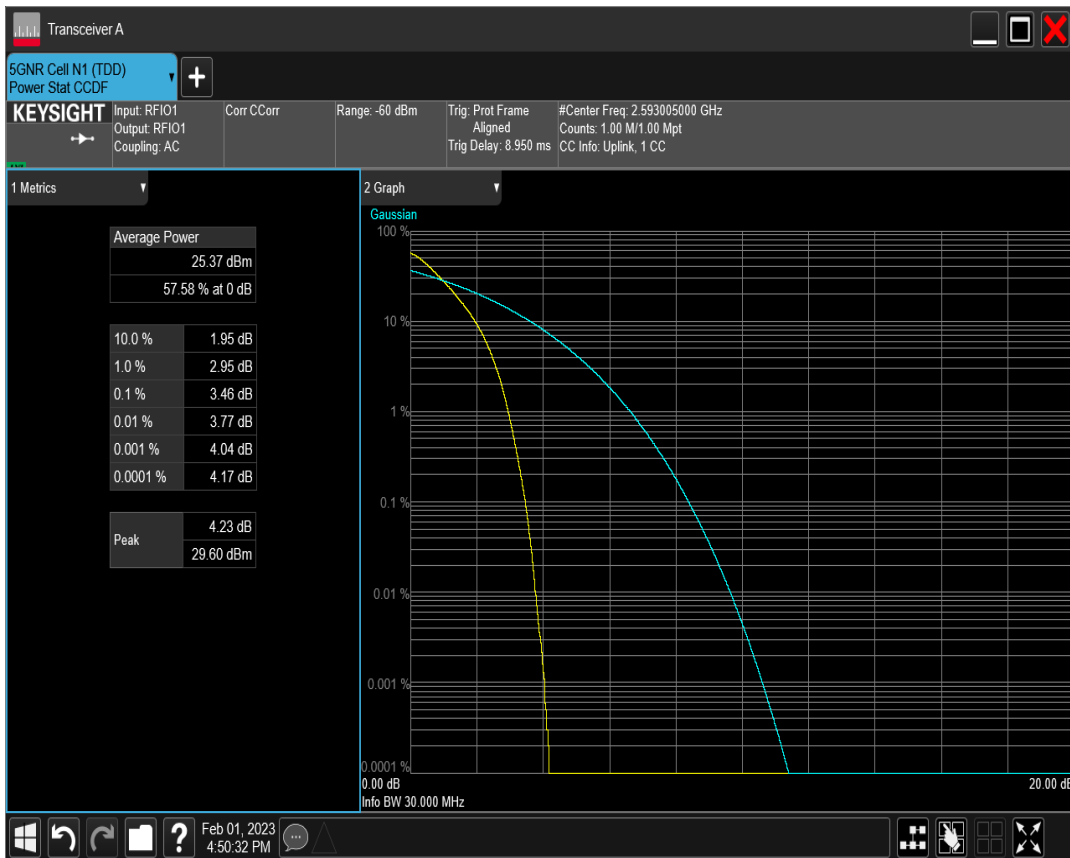 Transceiver A
5GNR Cell N1 (TDD)
Power Stat CCDF
KEYSIGHT
Input: RFIO1
Output: RFIO1
Coupling: AC
Corr CCorr
Range: -60 dBm
Trig: Prot Frame
Aligned
Trig Delay: 8.950 ms
#Center Freq: 2.593005000 GHz
Counts: 1.00 M/1.00 Mpt
CC Info: Uplink, 1 CC
1 Metrics
Average Power
25.37 dBm
57.58 % at 0 dB
10.0 % 1.95 dB
1.0 % 2.95 dB
0.1 % 3.46 dB
0.01 % 3.77 dB
0.001 % 4.04 dB
0.0001 % 4.17 dB
Peak
4.23 dB
29.60 dBm
2 Graph
Gaussian
100 %
10 %
1 %
0.1 %
0.01 %
0.001 %
0.0001 %
0.00 dB
20.00 dB
Info BW 30.000 MHz
Feb 01, 2023
4:50:32 PM